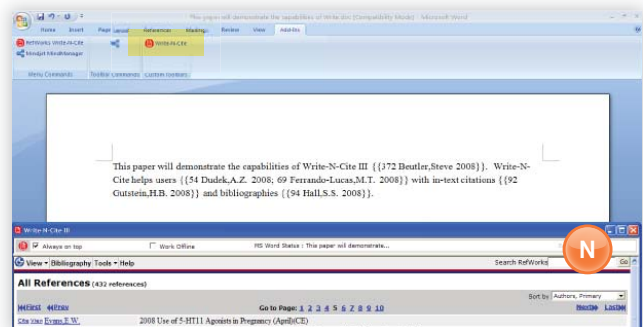 This paper will demonstrate the capabilities of Write doc [Compatibility Mode] - Microsoft Word
Home Insert Page Layout References Mailings Review View Add-Ins
RefWorks Write-N-Cite Write-N-Cite
Mindjet MindManager
Menu Commands Toolbar Commands Custom Toolbars
This paper will demonstrate the capabilities of Write-N-Cite III {{372 Beutler,Steve 2008}}. Write-N-
Cite helps users {{54 Dudek,A.Z. 2008; 69 Ferrando-Lucas,M.T. 2008}} with in-text citations {{92
Gutstein,H.B. 2008}} and bibliographies {{94 Hall,S.S. 2008}}.
Write-N-Cite III
Always on top Work Offline MS Word Status : This paper will demonstrate...
N
View Bibliography Tools Help Search RefWorks Go
All References (432 references)
Sort by Authors, Primary
First Prev Go to Page: 1 2 3 4 5 6 7 8 9 10 Next Last
Cite View Evans,E.W. 2008 Use of 5-HT11 Agonists in Pregnancy (April)(CE)